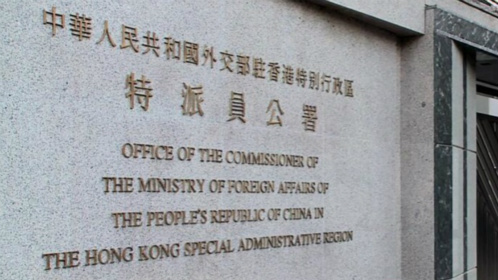 中華人民共和國外交部駐香港特別行政區
特派員公署
OFFICE OF THE COMMISSIONER OF
THE MINISTRY OF FOREIGN AFFAIRS OF
THE PEOPLE'S REPUBLIC OF CHINA IN
THE HONG KONG SPECIAL ADMINISTRATIVE REGION